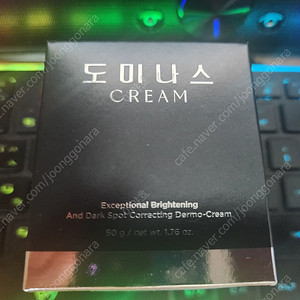 도미나스
CREAM
Exceptional Brightening
And Dark Spot Correcting Dermo-Cream
50 g / net wt. 1.76 oz.
cafe.naver.com/joonggonara